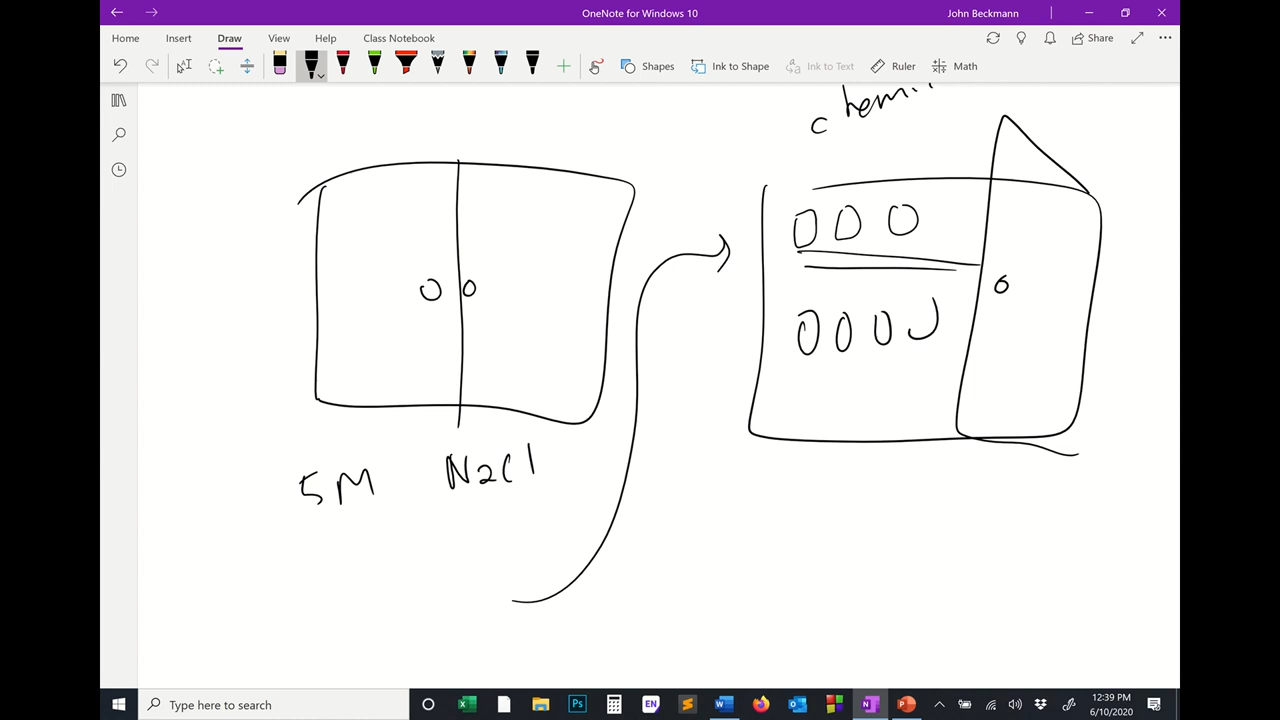 OneNote for Windows 10
John Beckmann
Home Insert Draw View Help Class Notebook
Share
Shapes Ink to Shape Ink to Text Ruler Math
5M NaCl
Type here to search
EN
12:39 PM
6/10/2020